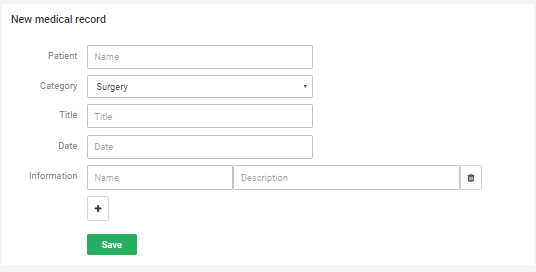 New medical record
Patient Name
Category Surgery
Title Title
Date Date
Information Name Description
+
Save